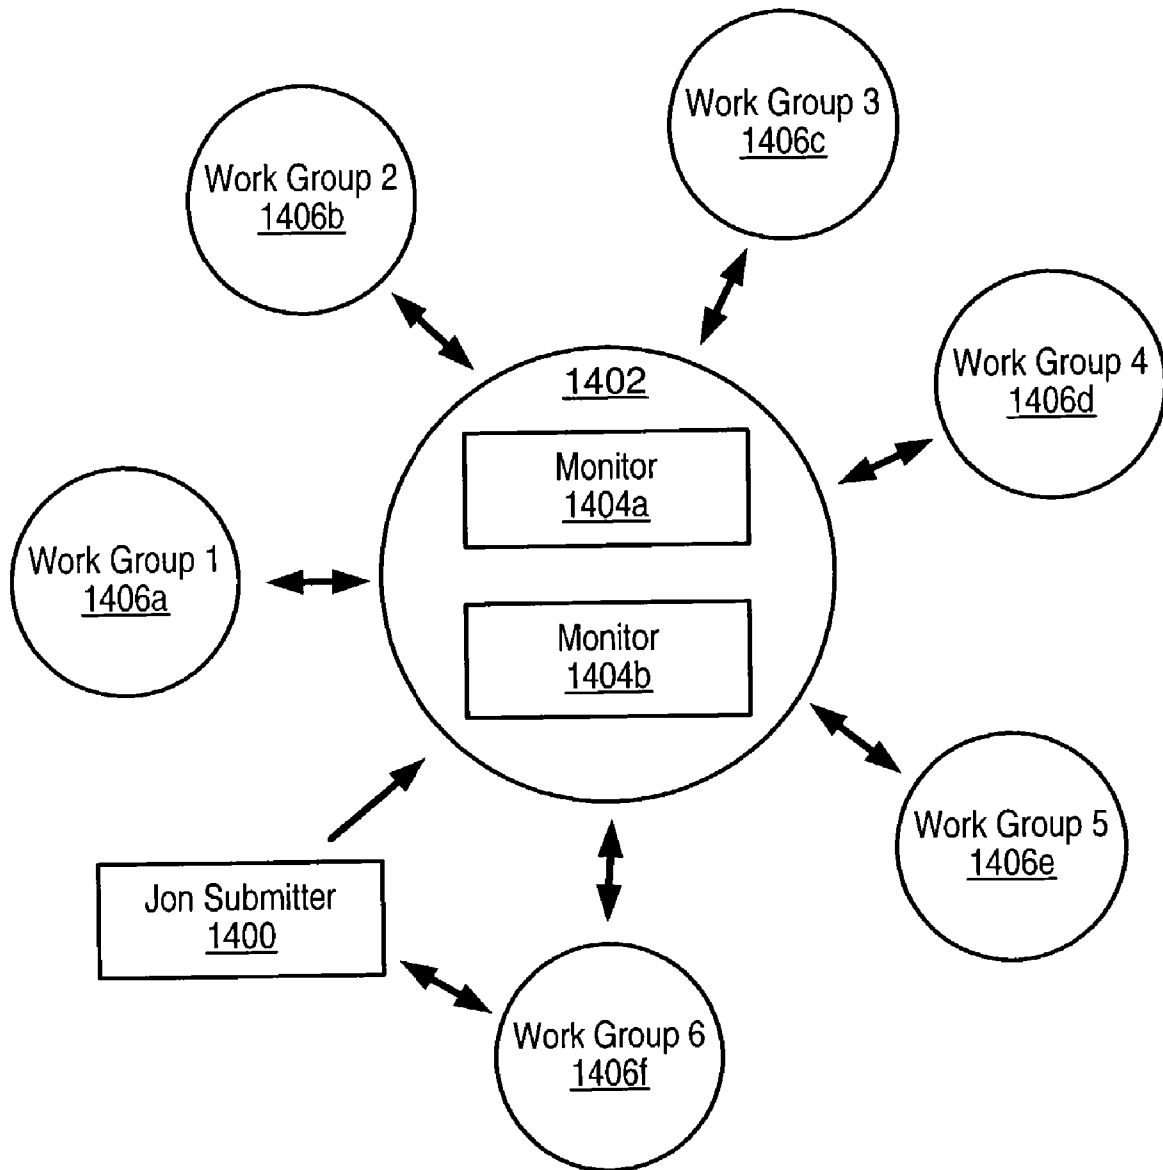 Work Group 3
1406c
Work Group 2
1406b
Work Group 4
1406d
1402
Monitor
1404a
Work Group 1
1406a
Monitor
1404b
Work Group 5
1406e
Jon Submitter
1400
Work Group 6
1406f